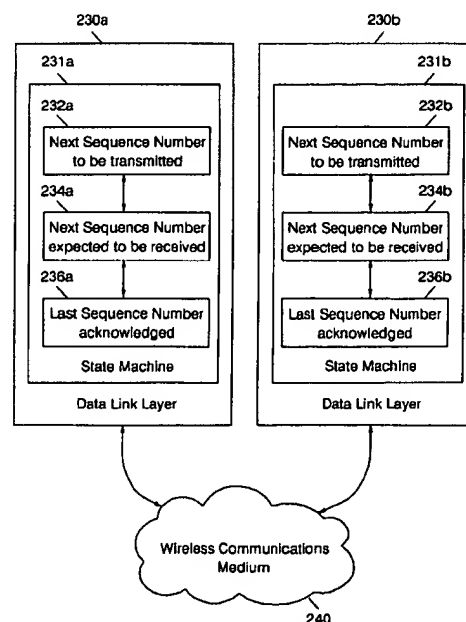 230a
231a
232a
Next Sequence Number
to be transmitted
234a
Next Sequence Number
expected to be received
236a
Last Sequence Number
acknowledged
State Machine
Data Link Layer
230b
231b
232b
Next Sequence Number
to be transmitted
234b
Next Sequence Number
expected to be received
236b
Last Sequence Number
acknowledged
State Machine
Data Link Layer
Wireless Communications
Medium
240